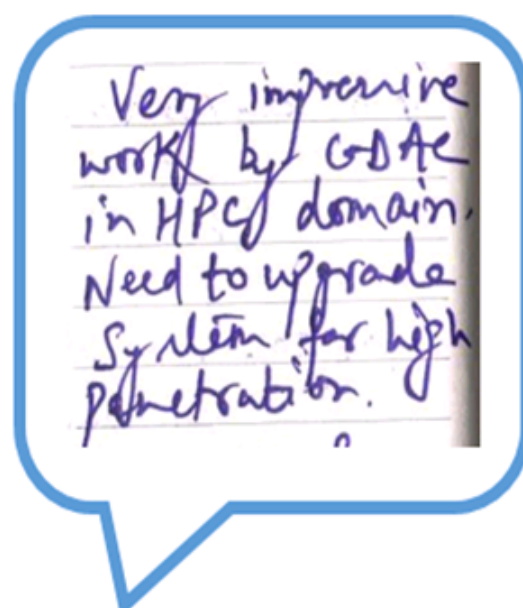 Very impressive
work by CDAC
in HPC domain.
Need to upgrade
System for high
penetration.